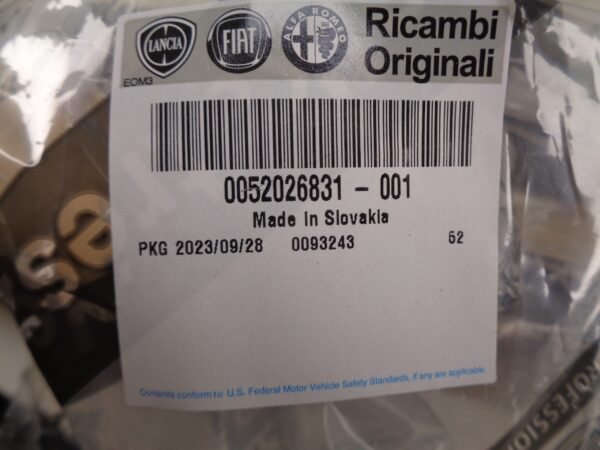 LANCIA FIAT ALFA ROMEO Ricambi
Originali
EOM3
0052026831 - 001
Made In Slovakia
PKG 2023/09/28 0093243 52
Contents conform to U.S. Federal Motor Vehicle Safety Standards, if any are applicable.